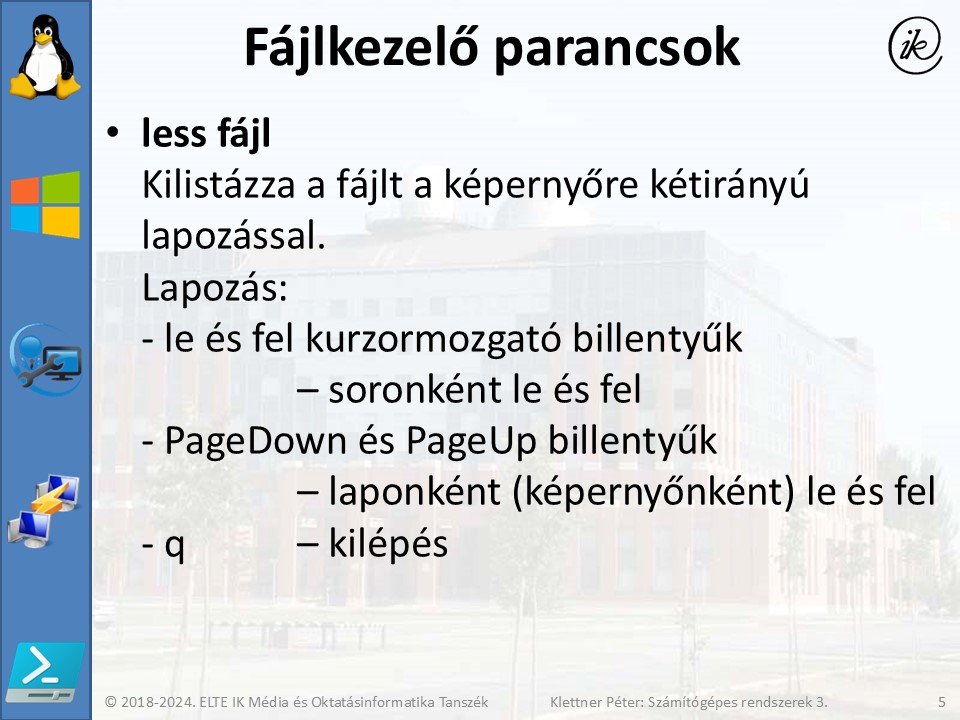 Fájlkezelő parancsok
ik
• less fájl
Kilistázza a fájlt a képernyőre kétirányú
lapozással.
Lapozás:
- le és fel kurzormozgató billentyűk
– soronként le és fel
- PageDown és PageUp billentyűk
– laponként (képernyőnként) le és fel
- q – kilépés
© 2018-2024. ELTE IK Média és Oktatásinformatika Tanszék Klettner Péter: Számítógépes rendszerek 3. 5